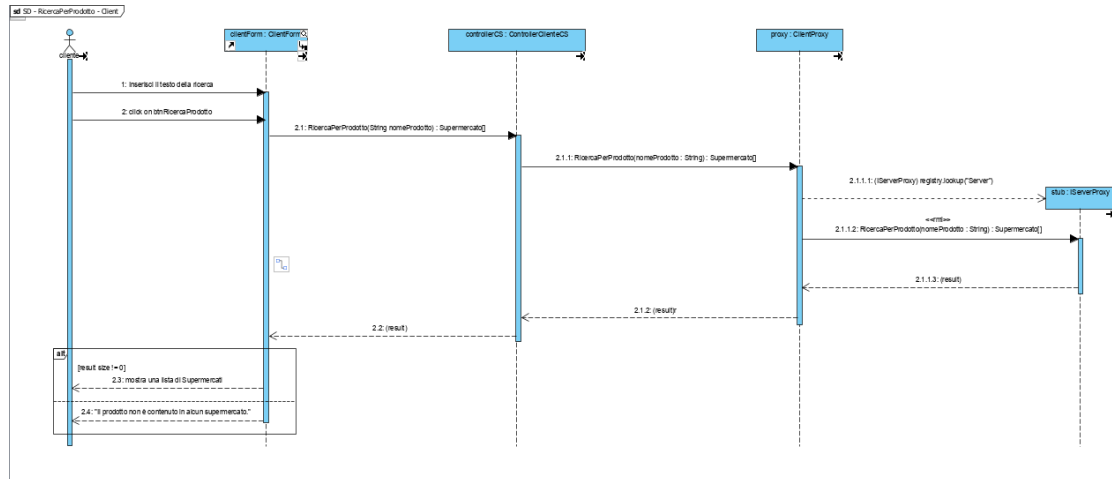 sd SD - RicercaPerProdotto - Client
cliente
clientForm : ClientForm
controllerCS : ControllerClienteCS
proxy : ClientProxy
1: Inserisci il testo della ricerca
2: click on btnRicercaProdotto
2.1: RicercaPerProdotto(String nomeProdotto) : Supermercato[]
2.1.1: RicercaPerProdotto(nomeProdotto : String) : Supermercato[]
2.1.1.1: (IServerProxy) registry.lookup("Server")
stub : IServerProxy
<<rmi>>
2.1.1.2: RicercaPerProdotto(nomeProdotto : String) : Supermercato[]
2.1.1.3: (result)
2.1.2: (result)r
2.2: (result)
alt
[result size != 0]
2.3: mostra una lista di Supermercati
2.4: "Il prodotto non è contenuto in alcun supermercato."